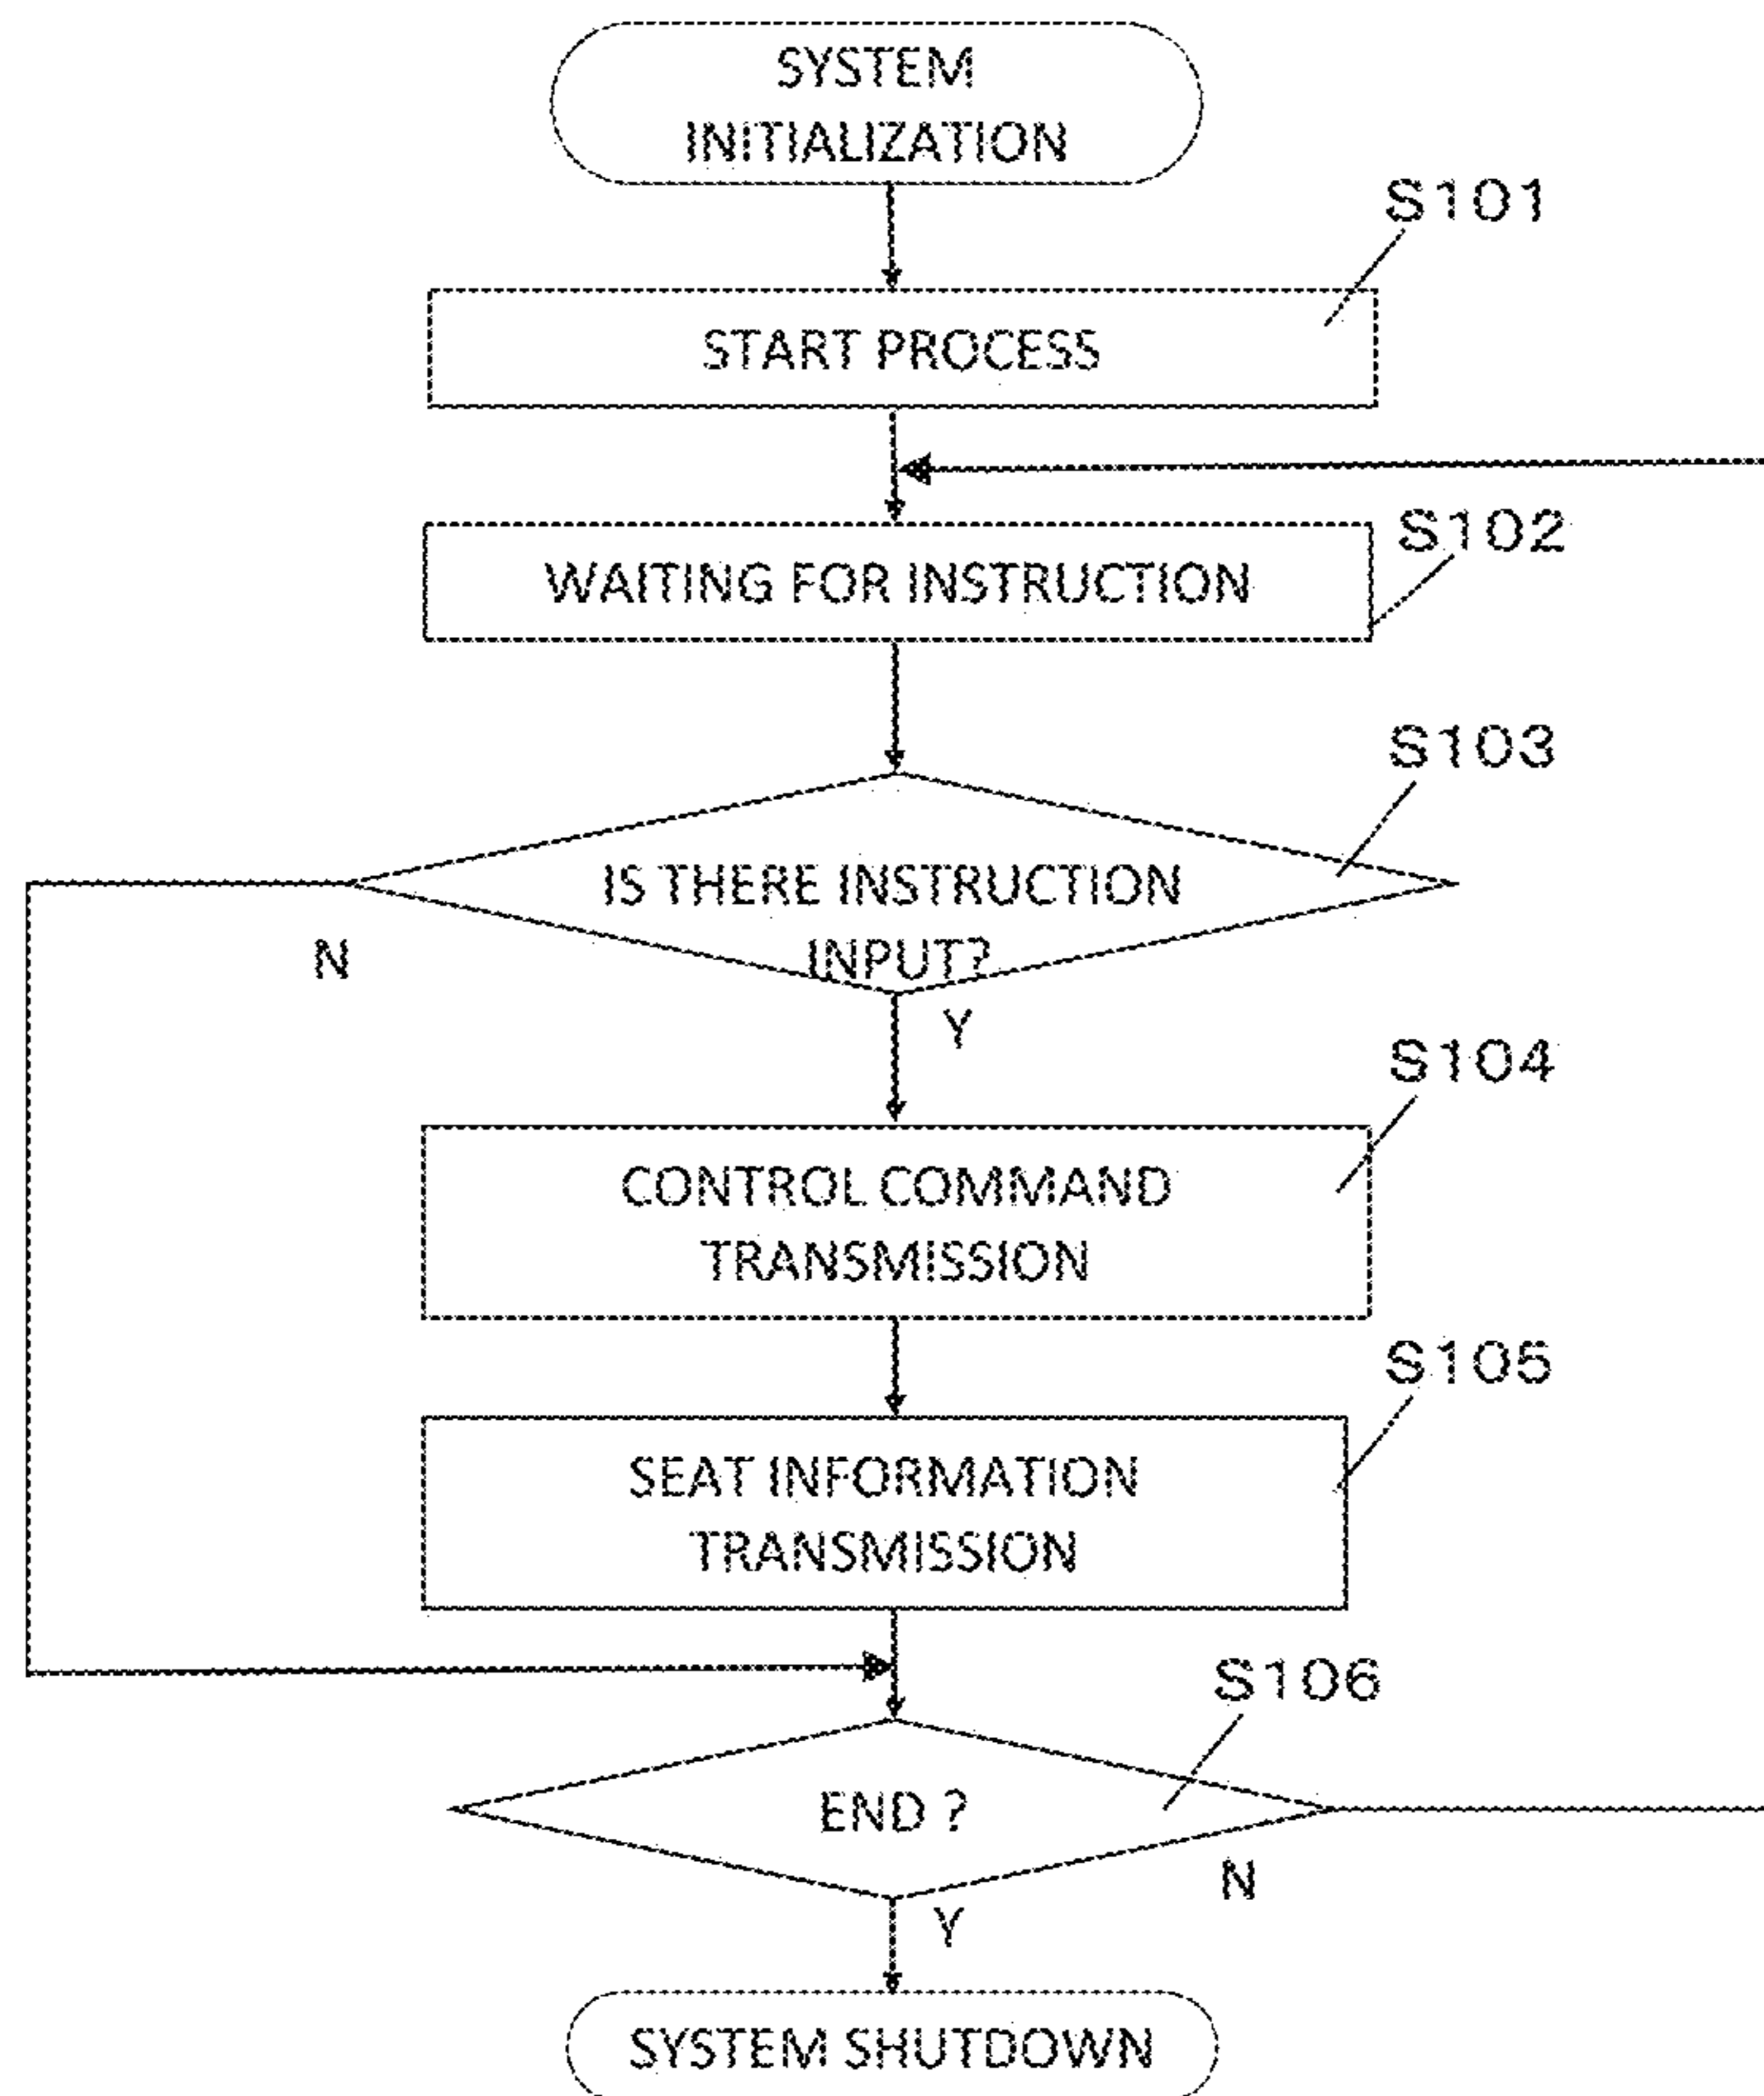 SYSTEM
INITIALIZATION
S101
START PROCESS
S102
WAITING FOR INSTRUCTION
S103
IS THERE INSTRUCTION
INPUT?
N
Y
S104
CONTROL COMMAND
TRANSMISSION
S105
SEAT INFORMATION
TRANSMISSION
S106
END ?
N
Y
SYSTEM SHUTDOWN